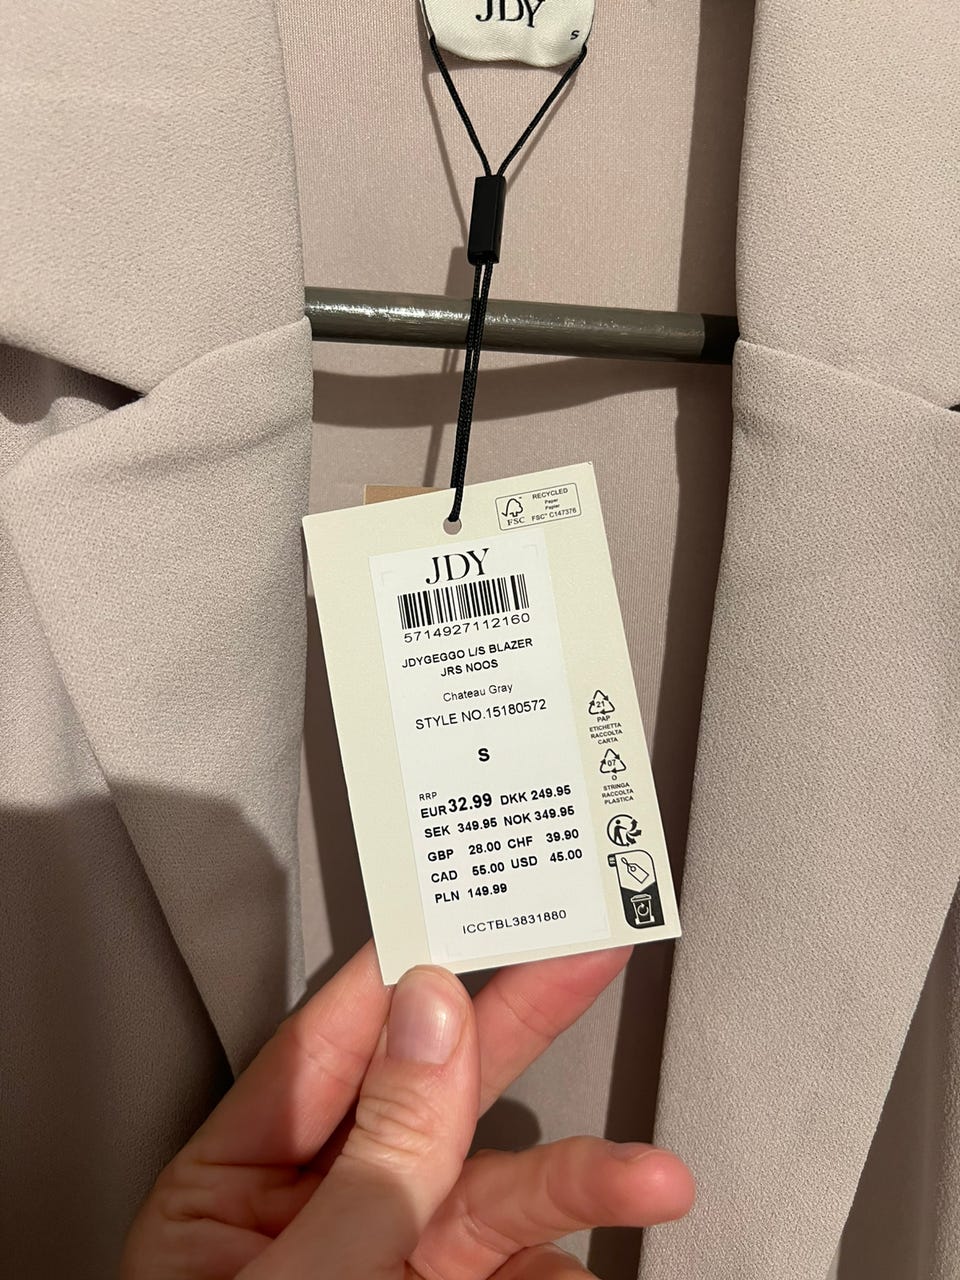 JDY
S
RECYCLED
Paper
Papier
FSC® C147376
FSC
JDY
5714927112160
JDYGEGGO L/S BLAZER
JRS NOOS
Chateau Gray
STYLE NO.15180572
S
RRP
EUR 32.99 DKK 249.95
SEK 349.95 NOK 349.95
GBP 28.00 CHF 39.90
CAD 55.00 USD 45.00
PLN 149.99
ICCTBL3831880
21
PAP
ETICHETTA
RACCOLTA
CARTA
07
O
STRINGA
RACCOLTA
PLASTICA